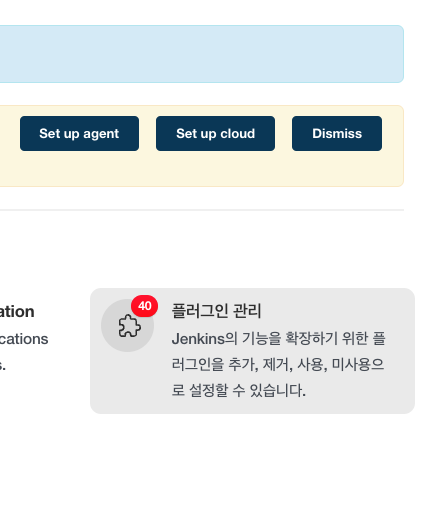 Set up agent Set up cloud Dismiss
ation
cations
s.
40
플러그인 관리
Jenkins의 기능을 확장하기 위한 플
러그인을 추가, 제거, 사용, 미사용으
로 설정할 수 있습니다.